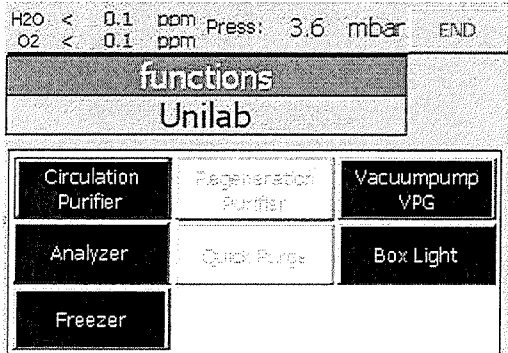 H2O < 0.1 ppm Press: 3.6 mbar END
O2 < 0.1 ppm
functions
Unilab
Circulation Purifier
Regeneration Purifier
Vacuumpump VPG
Analyzer
Quick Purge
Box Light
Freezer